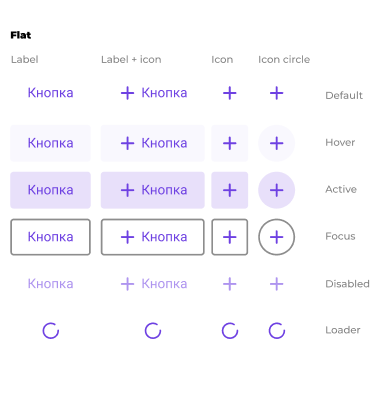 Flat
Label Label + icon Icon Icon circle
Кнопка Кнопка Default
Кнопка Кнопка Hover
Кнопка Кнопка Active
Кнопка Кнопка Focus
Кнопка Кнопка Disabled
Loader